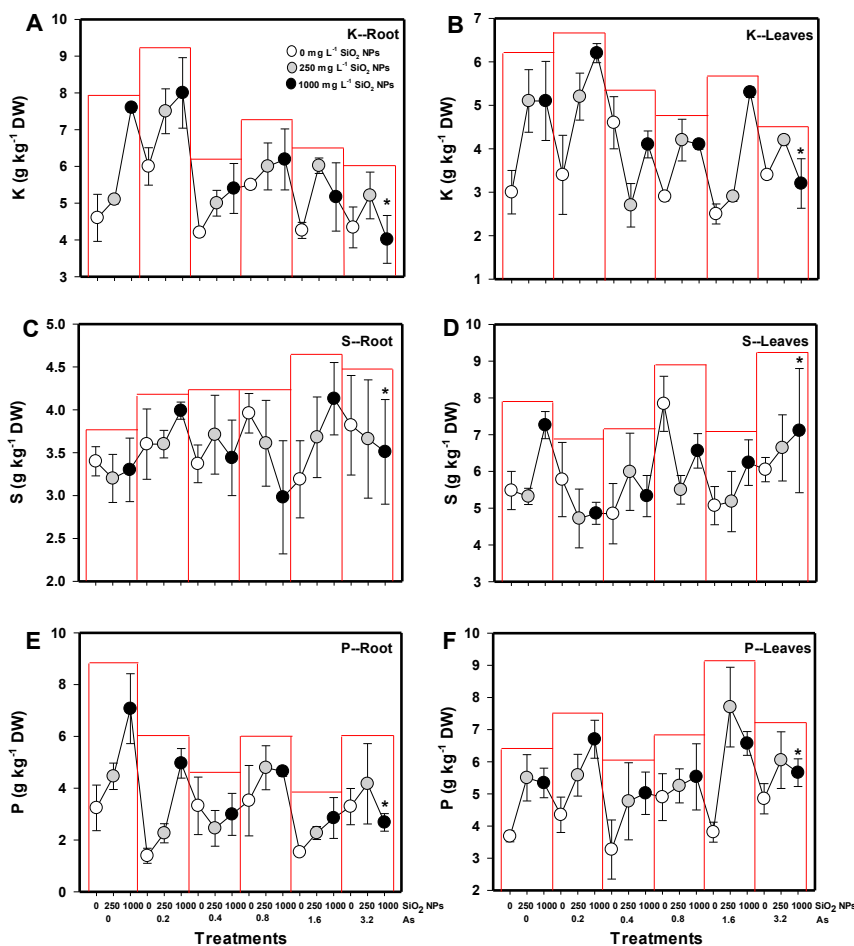 A
K--Root
0 mg L-1 SiO2 NPs
250 mg L-1 SiO2 NPs
1000 mg L-1 SiO2 NPs
K (g kg-1 DW)
10
9
8
7
6
5
4
3
*
B
K--Leaves
K (g kg-1 DW)
7
6
5
4
3
2
1
*
C
S--Root
S (g kg-1 DW)
5.0
4.5
4.0
3.5
3.0
2.5
2.0
*
D
S--Leaves
S (g kg-1 DW)
10
9
8
7
6
5
4
3
*
E
P--Root
P (g kg-1 DW)
10
8
6
4
2
0
*
0 250 1000 0 250 1000 0 250 1000 0 250 1000 0 250 1000 0 250 1000 SiO2 NPs
0 0.2 0.4 0.8 1.6 3.2 As
Treatments
F
P--Leaves
P (g kg-1 DW)
10
9
8
7
6
5
4
3
2
*
0 250 1000 0 250 1000 0 250 1000 0 250 1000 0 250 1000 0 250 1000 SiO2 NPs
0 0.2 0.4 0.8 1.6 3.2 As
Treatments